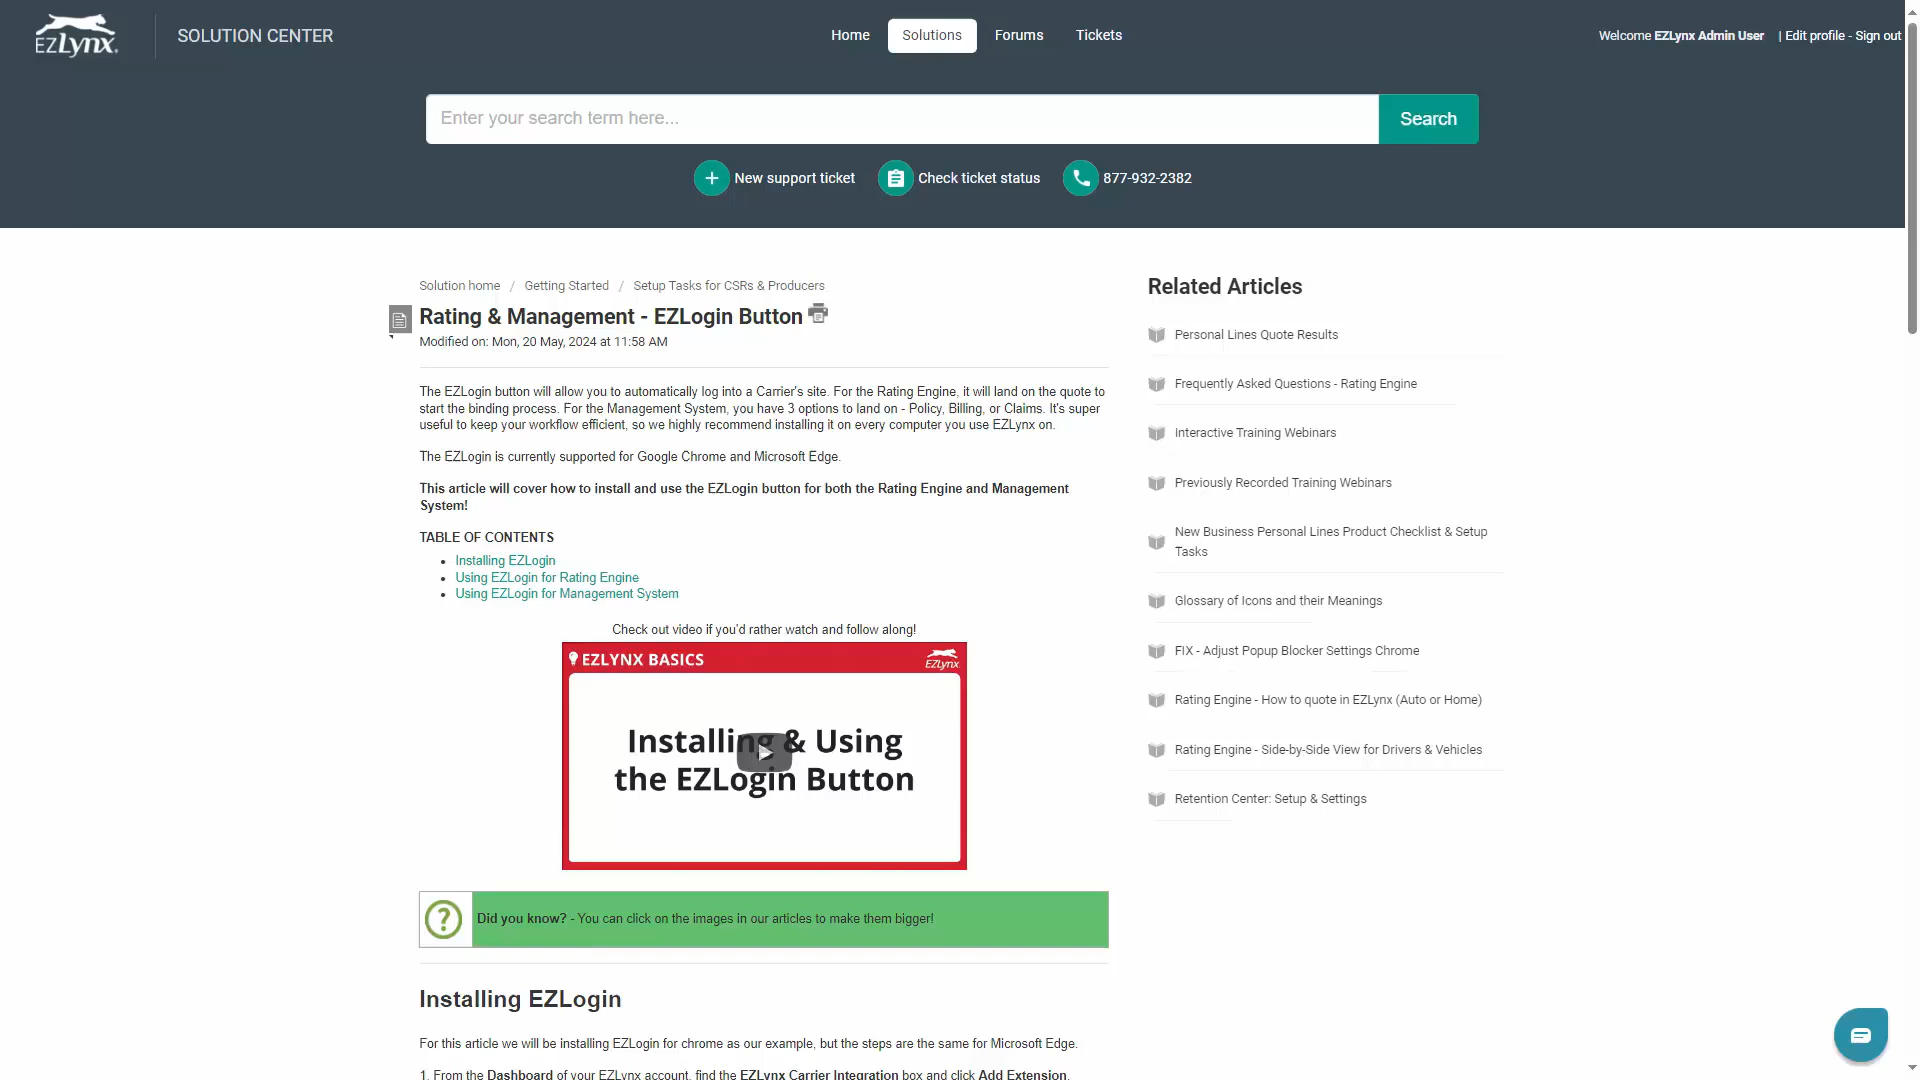 EZLynx.
SOLUTION CENTER
Home
Solutions
Forums
Tickets
Welcome EZLynx Admin User | Edit profile - Sign out
Enter your search term here...
Search
New support ticket
Check ticket status
877-932-2382
Solution home / Getting Started / Setup Tasks for CSRs & Producers
Rating & Management - EZLogin Button
Modified on: Mon, 20 May, 2024 at 11:58 AM
The EZLogin button will allow you to automatically log into a Carrier's site. For the Rating Engine, it will land on the quote to
start the binding process. For the Management System, you have 3 options to land on - Policy, Billing, or Claims. It's super
useful to keep your workflow efficient, so we highly recommend installing it on every computer you use EZLynx on.
The EZLogin is currently supported for Google Chrome and Microsoft Edge.
This article will cover how to install and use the EZLogin button for both the Rating Engine and Management
System!
TABLE OF CONTENTS
Installing EZLogin
Using EZLogin for Rating Engine
Using EZLogin for Management System
Check out video if you'd rather watch and follow along!
EZLYNX BASICS
EZLynx
Installing & Using
the EZLogin Button
Did you know? - You can click on the images in our articles to make them bigger!
Installing EZLogin
For this article we will be installing EZLogin for chrome as our example, but the steps are the same for Microsoft Edge.
1. From the Dashboard of your EZLynx account, find the EZLynx Carrier Integration box and click Add Extension.
Related Articles
Personal Lines Quote Results
Frequently Asked Questions - Rating Engine
Interactive Training Webinars
Previously Recorded Training Webinars
New Business Personal Lines Product Checklist & Setup
Tasks
Glossary of Icons and their Meanings
FIX - Adjust Popup Blocker Settings Chrome
Rating Engine - How to quote in EZLynx (Auto or Home)
Rating Engine - Side-by-Side View for Drivers & Vehicles
Retention Center: Setup & Settings